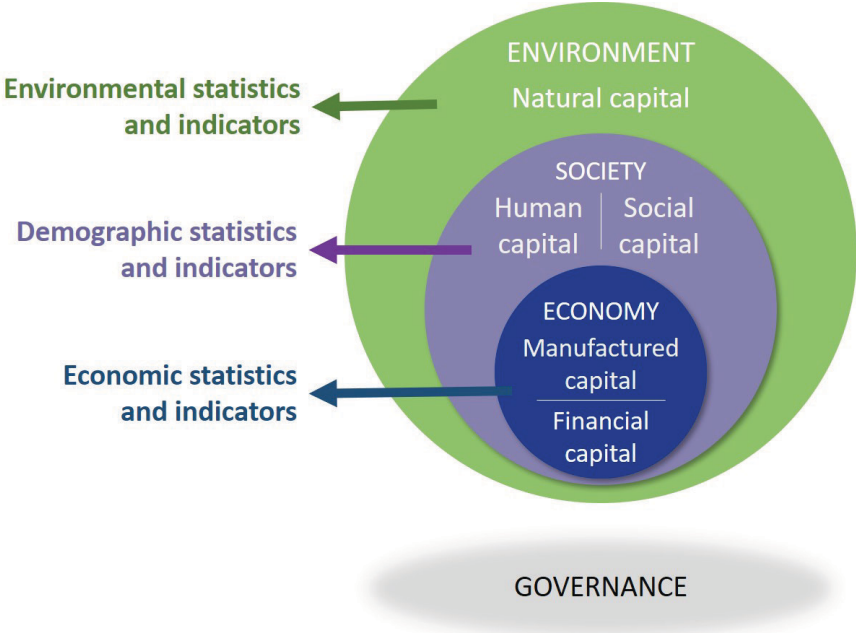 ENVIRONMENT
Natural capital
Environmental statistics
and indicators
SOCIETY
Human
capital
Social
capital
Demographic statistics
and indicators
ECONOMY
Manufactured
capital
Financial
capital
Economic statistics
and indicators
GOVERNANCE